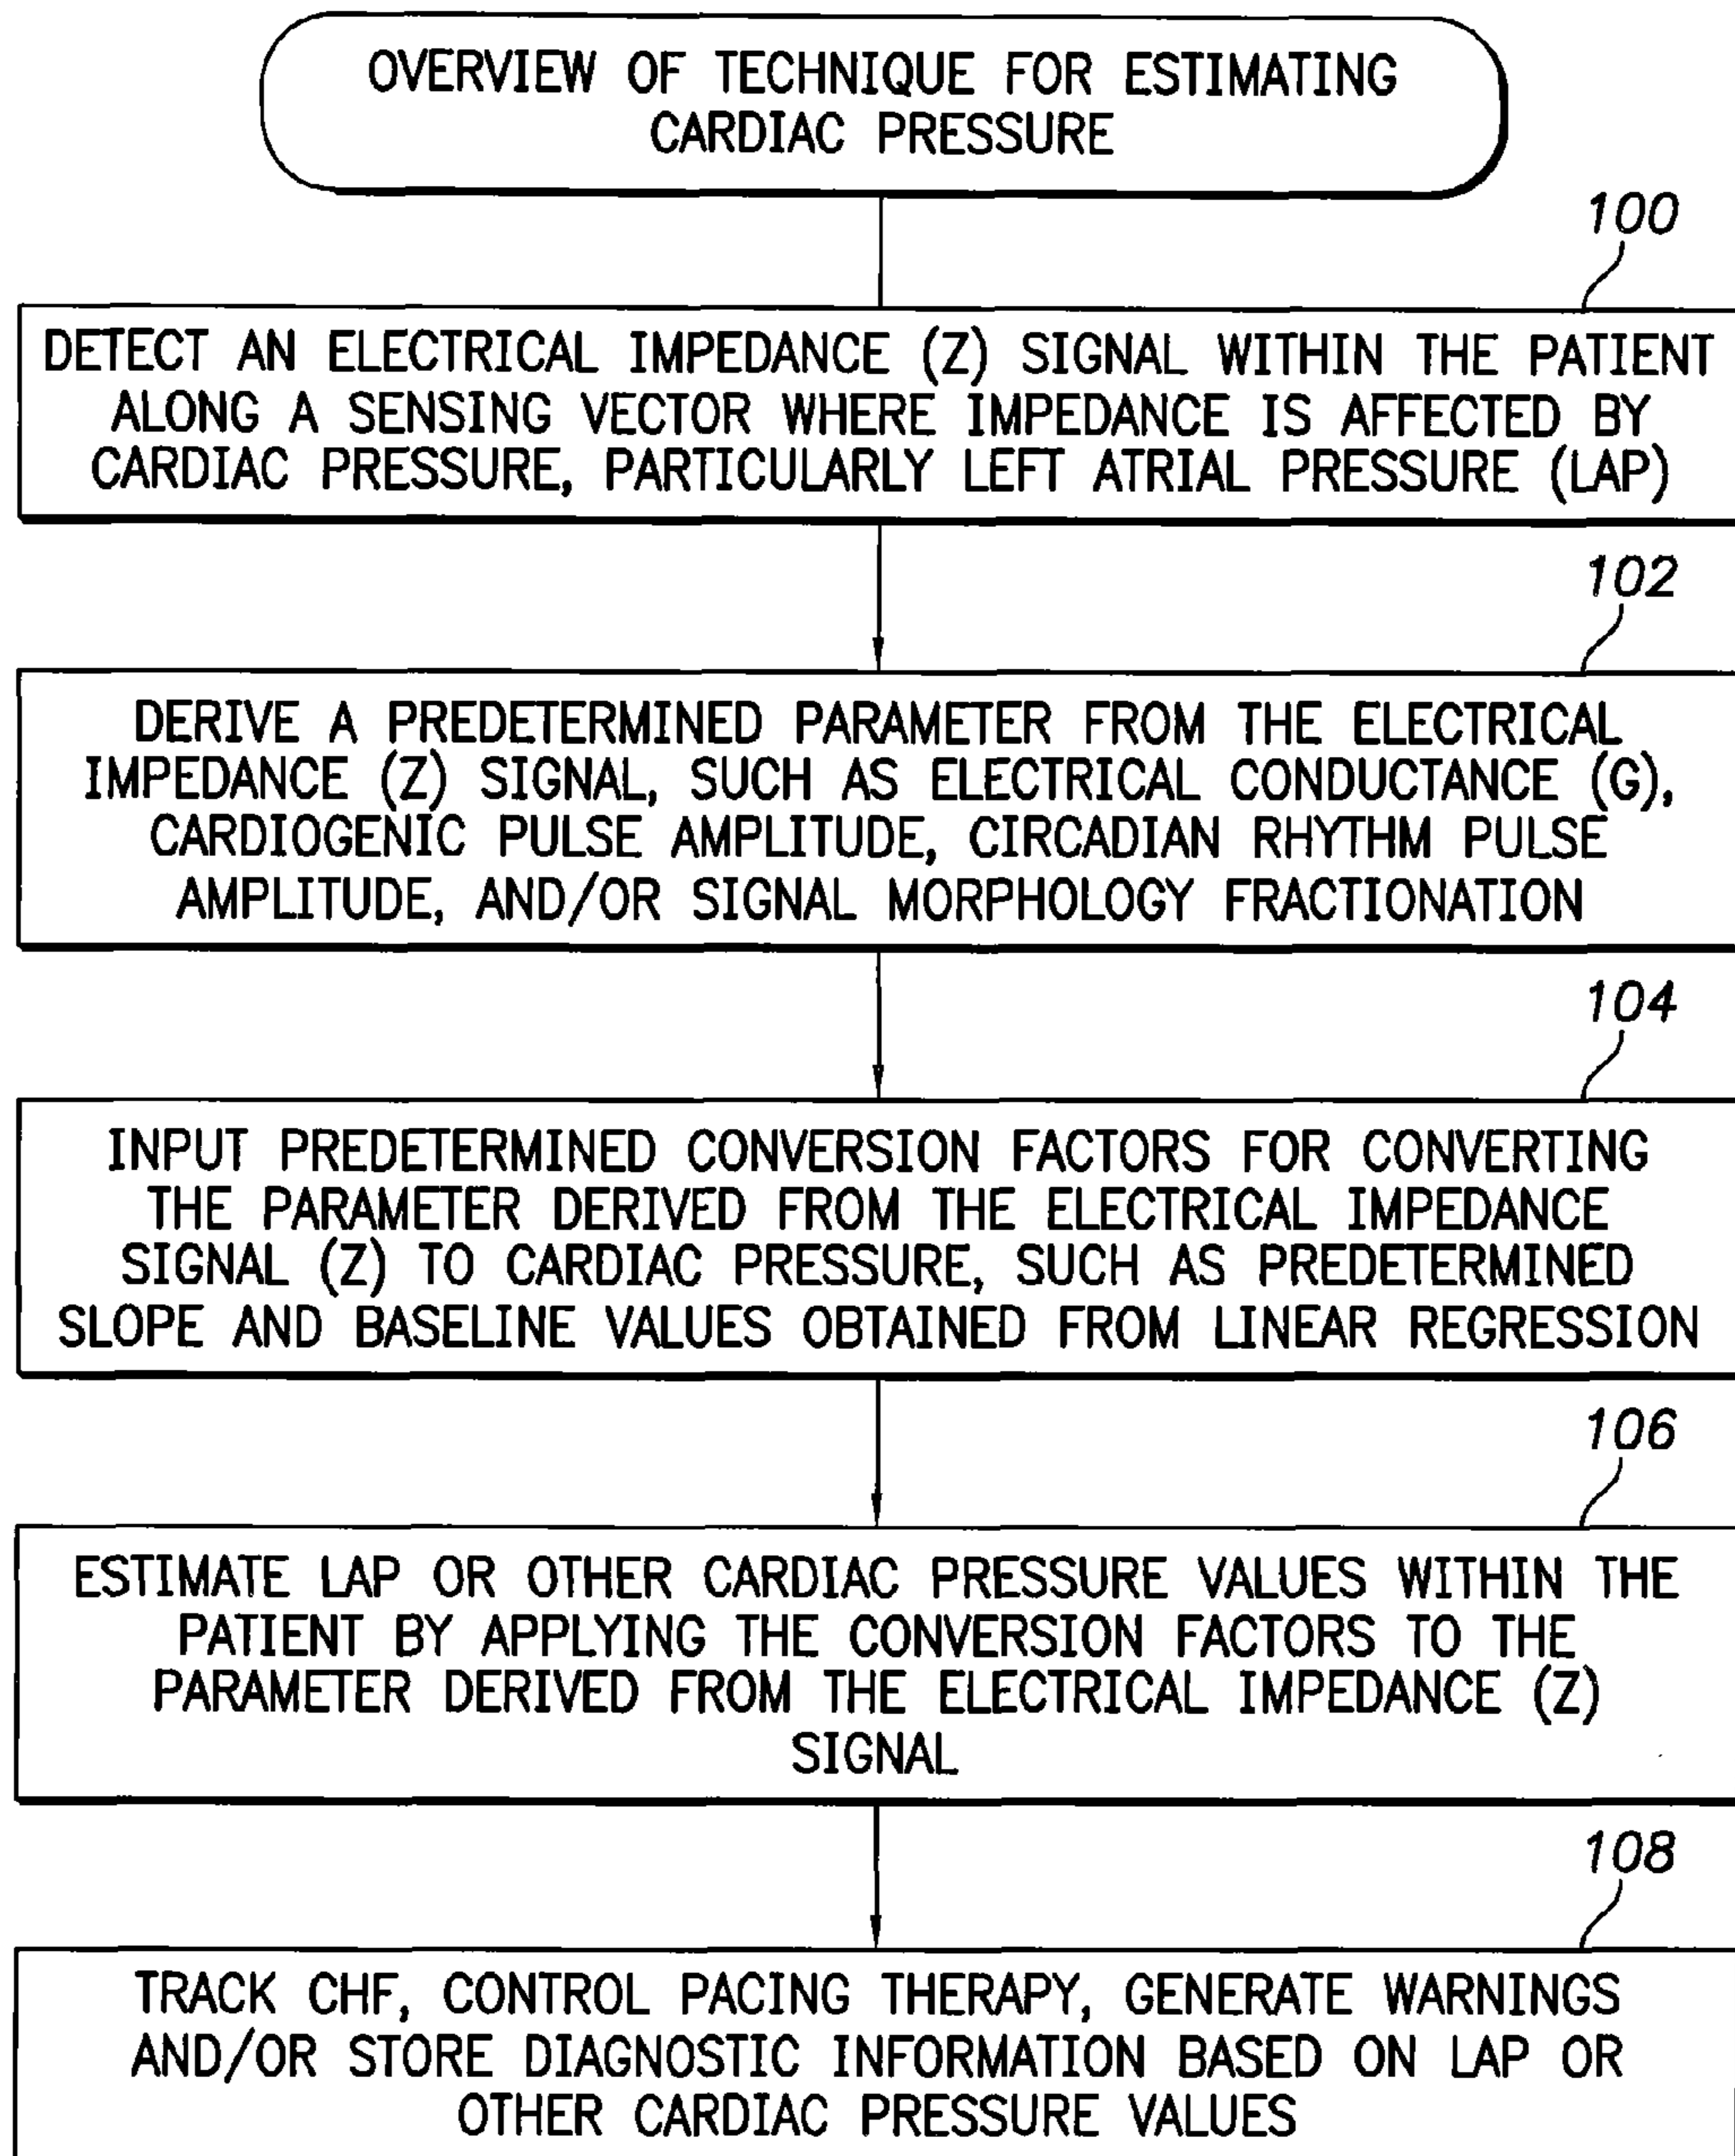 OVERVIEW OF TECHNIQUE FOR ESTIMATING
CARDIAC PRESSURE
100
DETECT AN ELECTRICAL IMPEDANCE (Z) SIGNAL WITHIN THE PATIENT
ALONG A SENSING VECTOR WHERE IMPEDANCE IS AFFECTED BY
CARDIAC PRESSURE, PARTICULARLY LEFT ATRIAL PRESSURE (LAP)
102
DERIVE A PREDETERMINED PARAMETER FROM THE ELECTRICAL
IMPEDANCE (Z) SIGNAL, SUCH AS ELECTRICAL CONDUCTANCE (G),
CARDIOGENIC PULSE AMPLITUDE, CIRCADIAN RHYTHM PULSE
AMPLITUDE, AND/OR SIGNAL MORPHOLOGY FRACTIONATION
104
INPUT PREDETERMINED CONVERSION FACTORS FOR CONVERTING
THE PARAMETER DERIVED FROM THE ELECTRICAL IMPEDANCE
SIGNAL (Z) TO CARDIAC PRESSURE, SUCH AS PREDETERMINED
SLOPE AND BASELINE VALUES OBTAINED FROM LINEAR REGRESSION
106
ESTIMATE LAP OR OTHER CARDIAC PRESSURE VALUES WITHIN THE
PATIENT BY APPLYING THE CONVERSION FACTORS TO THE
PARAMETER DERIVED FROM THE ELECTRICAL IMPEDANCE (Z)
SIGNAL
108
TRACK CHF, CONTROL PACING THERAPY, GENERATE WARNINGS
AND/OR STORE DIAGNOSTIC INFORMATION BASED ON LAP OR
OTHER CARDIAC PRESSURE VALUES